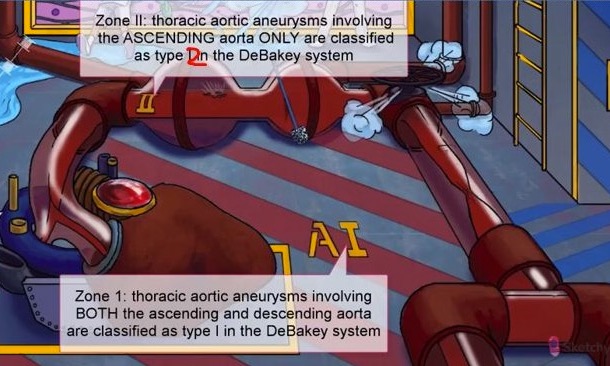 Zone II: thoracic aortic aneurysms involving
the ASCENDING aorta ONLY are classified
as type D in the DeBakey system
II
AI
Zone 1: thoracic aortic aneurysms involving
BOTH the ascending and descending aorta
are classified as type I in the DeBakey system
Sketchy